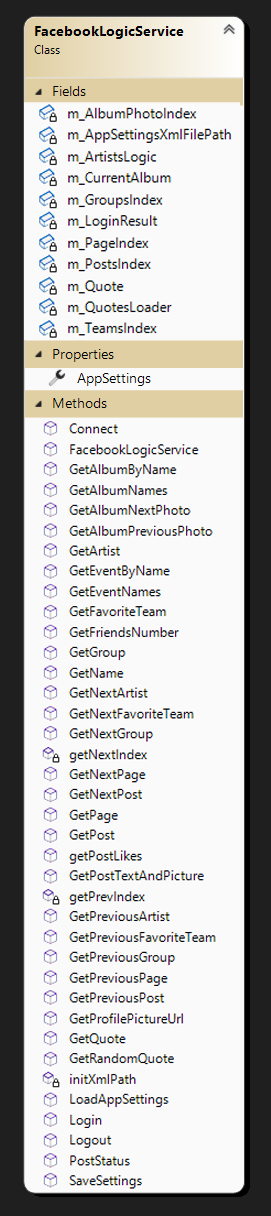 FacebookLogicService
Class
Fields
m_AlbumPhotoIndex
m_AppSettingsXmlFilePath
m_ArtistsLogic
m_CurrentAlbum
m_GroupsIndex
m_LoginResult
m_PageIndex
m_PostsIndex
m_Quote
m_QuotesLoader
m_TeamsIndex
Properties
AppSettings
Methods
Connect
FacebookLogicService
GetAlbumByName
GetAlbumNames
GetAlbumNextPhoto
GetAlbumPreviousPhoto
GetArtist
GetEventByName
GetEventNames
GetFavoriteTeam
GetFriendsNumber
GetGroup
GetName
GetNextArtist
GetNextFavoriteTeam
GetNextGroup
getNextIndex
GetNextPage
GetNextPost
GetPage
GetPost
getPostLikes
GetPostTextAndPicture
getPrevIndex
GetPreviousArtist
GetPreviousFavoriteTeam
GetPreviousGroup
GetPreviousPage
GetPreviousPost
GetProfilePictureUrl
GetQuote
GetRandomQuote
initXmlPath
LoadAppSettings
Login
Logout
PostStatus
SaveSettings